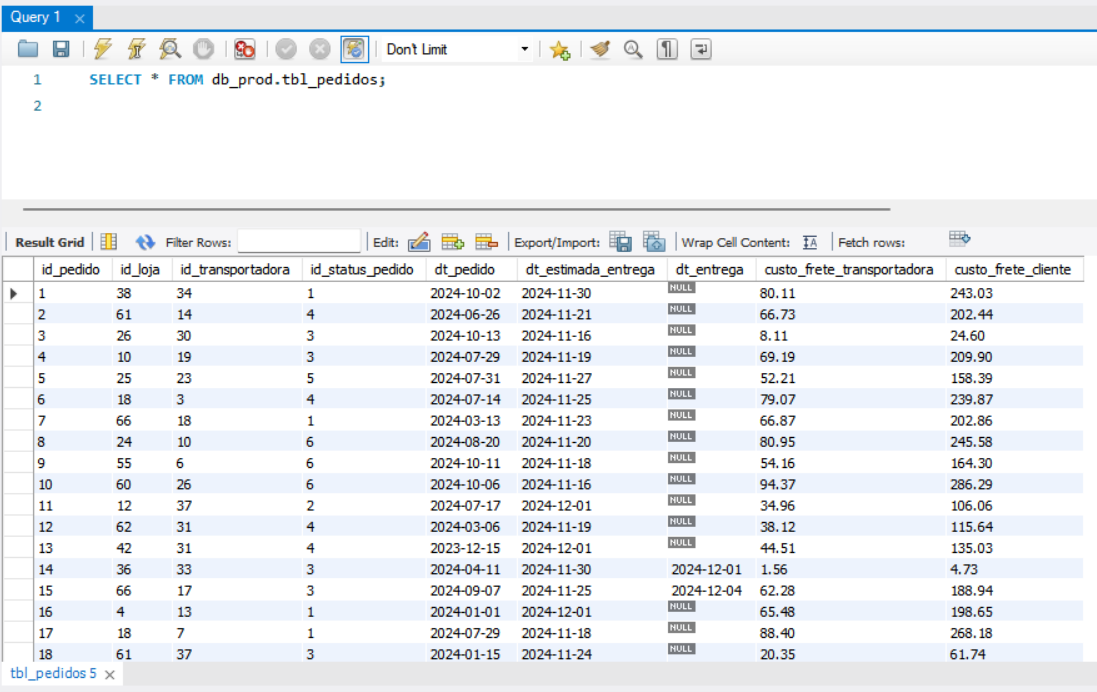 Query 1
Don't Limit
1 SELECT * FROM db_prod.tbl_pedidos;
2
Result Grid Filter Rows: Edit: Export/Import: Wrap Cell Content: Fetch rows:
id_pedido id_loja id_transportadora id_status_pedido dt_pedido dt_estimada_entrega dt_entrega custo_frete_transportadora custo_frete_cliente
1 38 34 1 2024-10-02 2024-11-30 NULL 80.11 243.03
2 61 14 4 2024-06-26 2024-11-21 NULL 66.73 202.44
3 26 30 3 2024-10-13 2024-11-16 NULL 8.11 24.60
4 10 19 3 2024-07-29 2024-11-19 NULL 69.19 209.90
5 25 23 5 2024-07-31 2024-11-27 NULL 52.21 158.39
6 18 3 4 2024-07-14 2024-11-25 NULL 79.07 239.87
7 66 18 1 2024-03-13 2024-11-23 NULL 66.87 202.86
8 24 10 6 2024-08-20 2024-11-20 NULL 80.95 245.58
9 55 6 6 2024-10-11 2024-11-18 NULL 54.16 164.30
10 60 26 6 2024-10-06 2024-11-16 NULL 94.37 286.29
11 12 37 2 2024-07-17 2024-12-01 NULL 34.96 106.06
12 62 31 4 2024-03-06 2024-11-19 NULL 38.12 115.64
13 42 31 4 2023-12-15 2024-12-01 NULL 44.51 135.03
14 36 33 3 2024-04-11 2024-11-30 2024-12-01 1.56 4.73
15 66 17 3 2024-09-07 2024-11-25 2024-12-04 62.28 188.94
16 4 13 1 2024-01-01 2024-12-01 NULL 65.48 198.65
17 18 7 1 2024-07-29 2024-11-18 NULL 88.40 268.18
18 61 37 3 2024-01-15 2024-11-24 NULL 20.35 61.74
tbl_pedidos 5